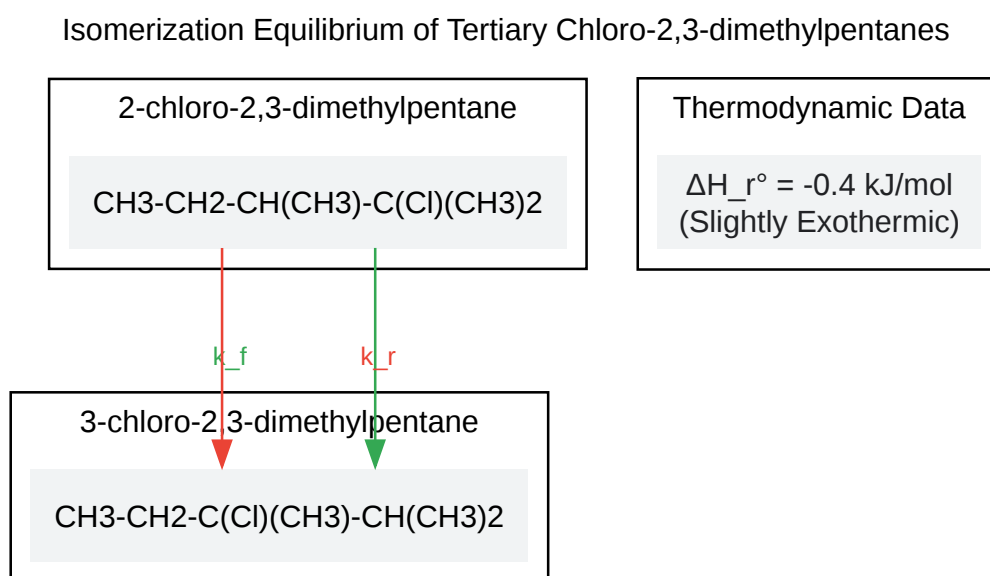 Isomerization Equilibrium of Tertiary Chloro-2,3-dimethylpentanes
2-chloro-2,3-dimethylpentane
CH3-CH2-CH(CH3)-C(Cl)(CH3)2
Thermodynamic Data
ΔH_r° = -0.4 kJ/mol
(Slightly Exothermic)
k_f
k_r
3-chloro-2,3-dimethylpentane
CH3-CH2-C(Cl)(CH3)-CH(CH3)2